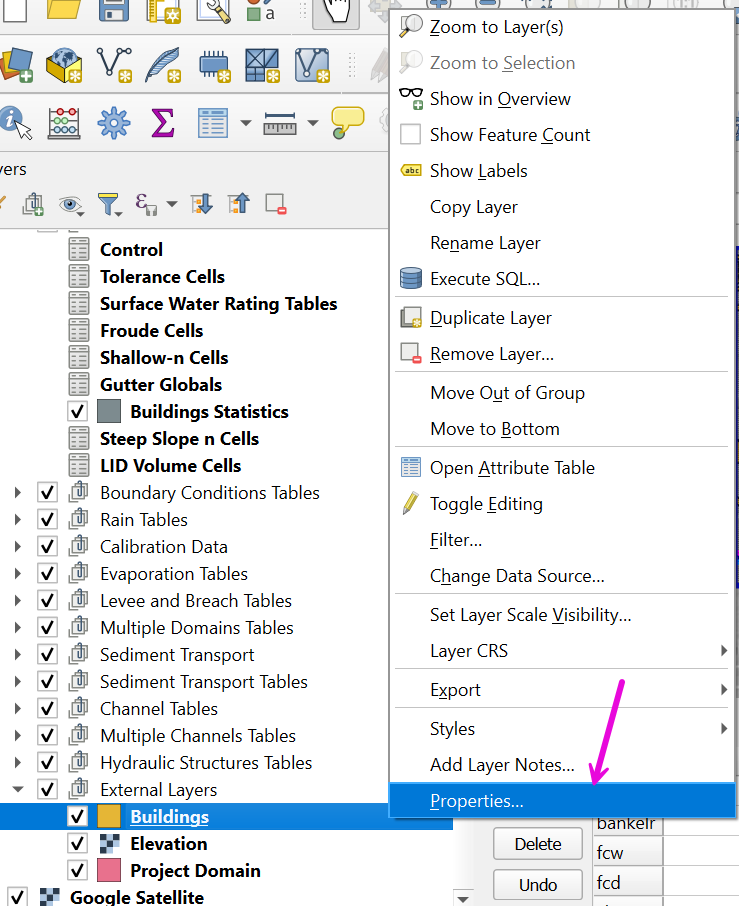 a
Zoom to Layer(s)
Zoom to Selection
Show in Overview
Show Feature Count
abc Show Labels
Copy Layer
Rename Layer
Execute SQL...
Duplicate Layer
Remove Layer...
Move Out of Group
Move to Bottom
Open Attribute Table
Toggle Editing
Filter...
Change Data Source...
Set Layer Scale Visibility...
Layer CRS
Export
Styles
Add Layer Notes...
Properties...
yers
Control
Tolerance Cells
Surface Water Rating Tables
Froude Cells
Shallow-n Cells
Gutter Globals
Buildings Statistics
Steep Slope n Cells
LID Volume Cells
Boundary Conditions Tables
Rain Tables
Calibration Data
Evaporation Tables
Levee and Breach Tables
Multiple Domains Tables
Sediment Transport
Sediment Transport Tables
Channel Tables
Multiple Channels Tables
Hydraulic Structures Tables
External Layers
Buildings
Elevation
Project Domain
Google Satellite
bankelr
Delete
fcw
Undo
fcd